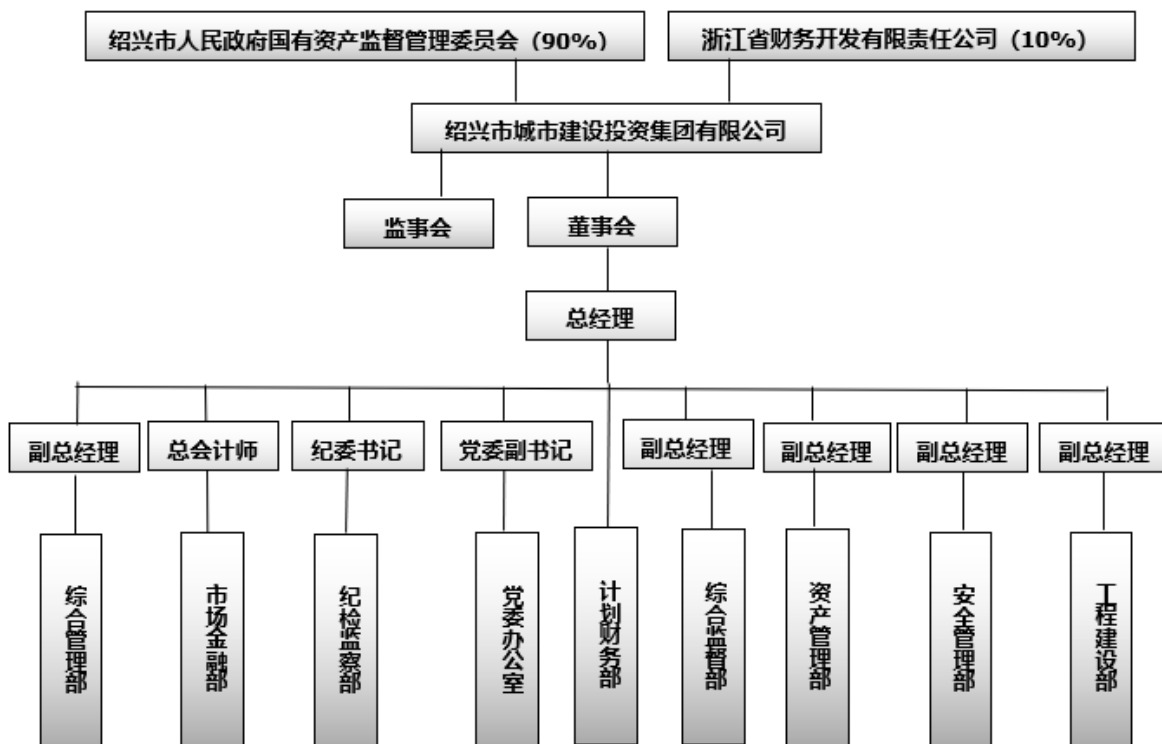 绍兴市人民政府国有资产监督管理委员会（90%）
浙江省财务开发有限责任公司（10%）
绍兴市城市建设投资集团有限公司
监事会
董事会
总经理
副总经理
总会计师
纪委书记
党委副书记
副总经理
副总经理
副总经理
副总经理
综合管理部
市场金融部
纪检监察部
党委办公室
计划财务部
综合监督部
资产管理部
安全管理部
工程建设部